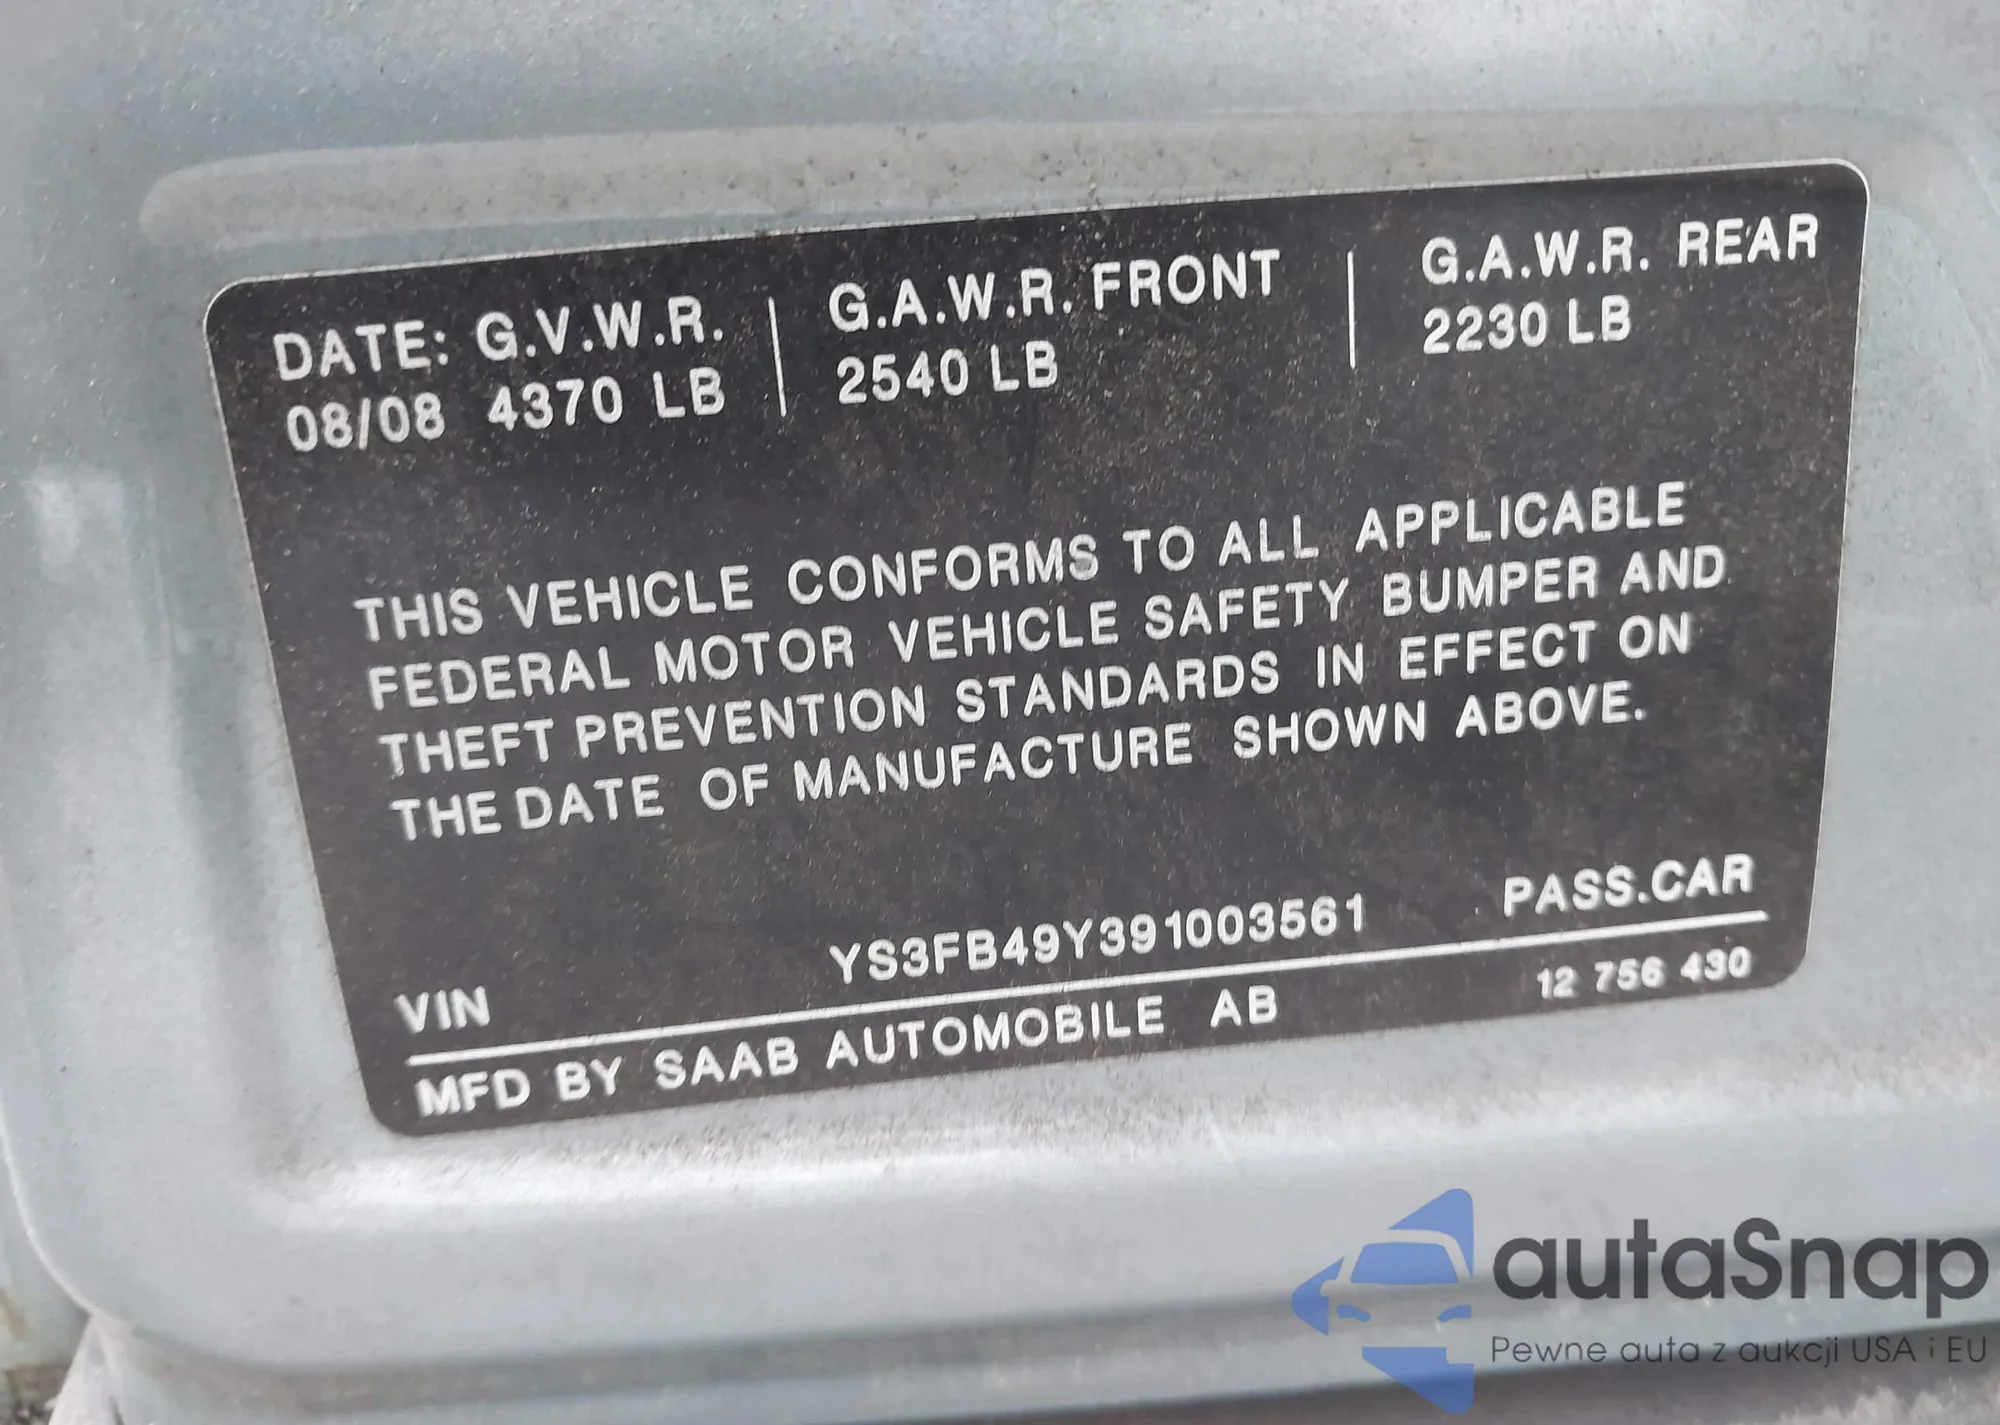 DATE: G.V.W.R. | G.A.W.R. FRONT | G.A.W.R. REAR
08/08 4370 LB | 2540 LB | 2230 LB
THIS VEHICLE CONFORMS TO ALL APPLICABLE
FEDERAL MOTOR VEHICLE SAFETY BUMPER AND
THEFT PREVENTION STANDARDS IN EFFECT ON
THE DATE OF MANUFACTURE SHOWN ABOVE.
VIN YS3FB49Y391003561 PASS.CAR
MFD BY SAAB AUTOMOBILE AB 12 756 430
autaSnap
Pewne auta z aukcji USA i EU